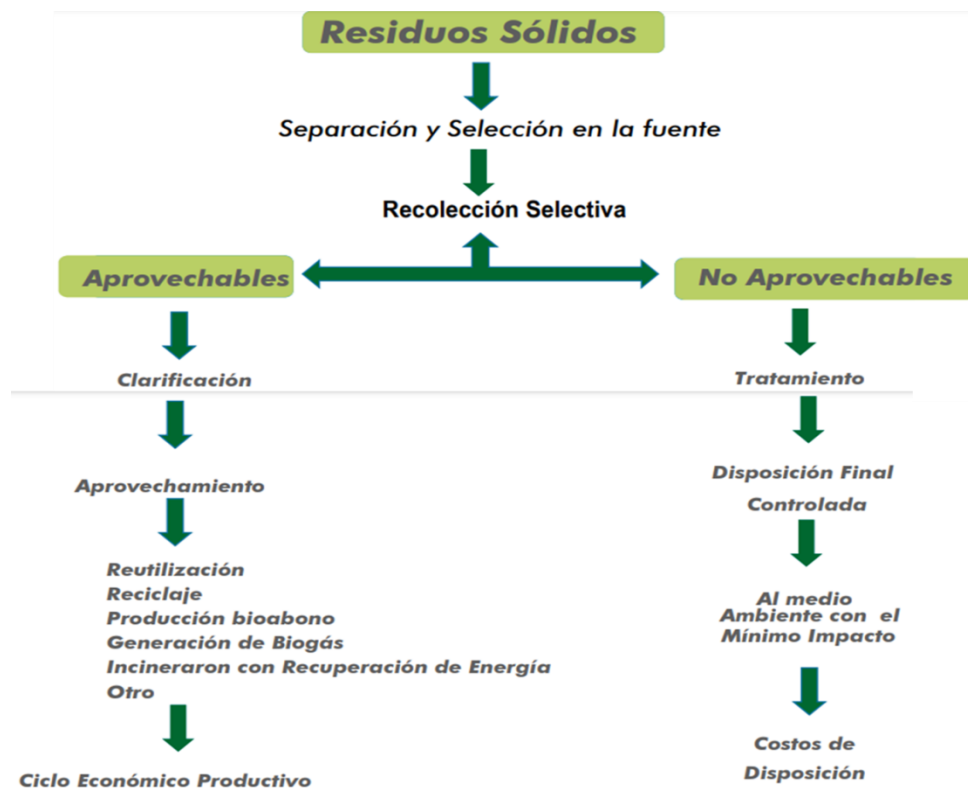 Residuos Sólidos
Separación y Selección en la fuente
Recolección Selectiva
Aprovechables
No Aprovechables
Clarificación
Tratamiento
Aprovechamiento
Disposición Final
Controlada
Reutilización
Reciclaje
Producción bioabono
Generación de Biogás
Incineraron con Recuperación de Energía
Otro
Al medio
Ambiente con el
Mínimo Impacto
Ciclo Económico Productivo
Costos de
Disposición